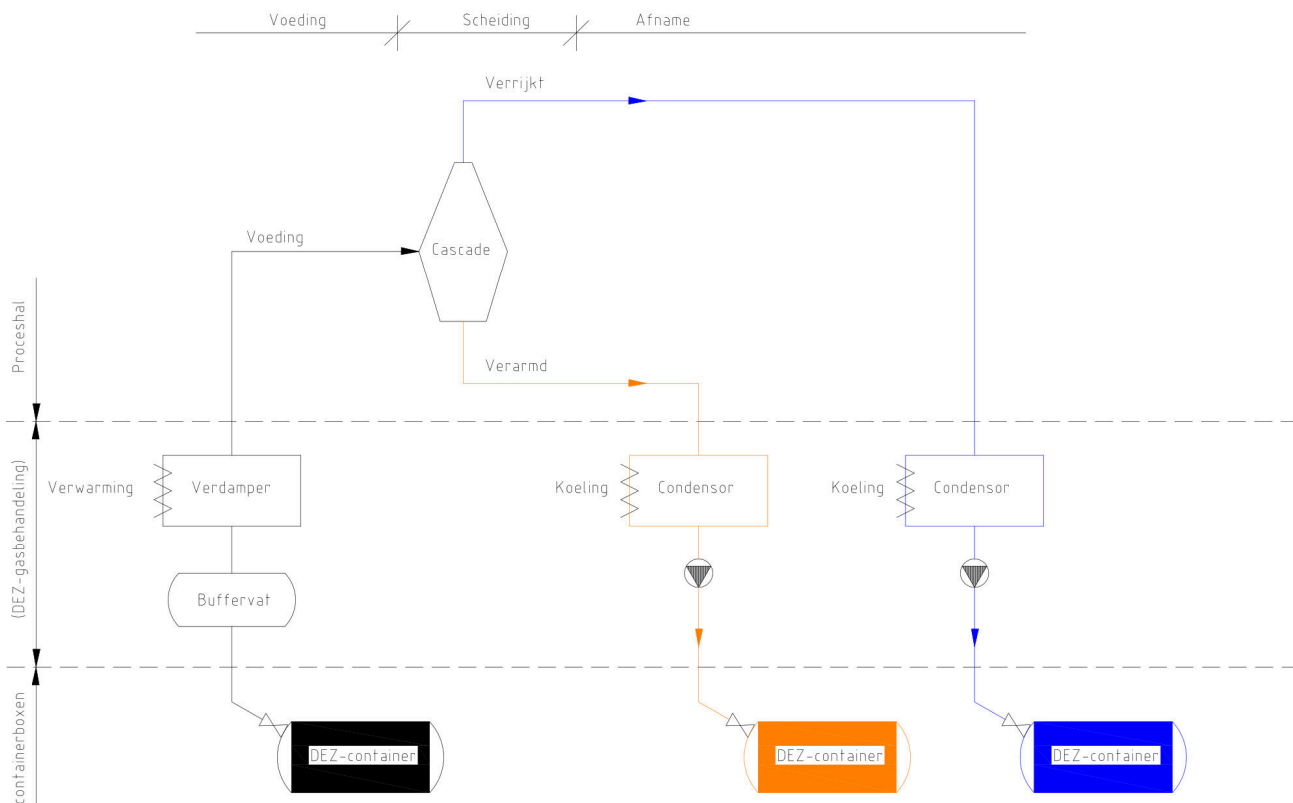 Voeding
Scheiding
Afname
Verrijkt
Voeding
Cascade
Verarmd
Proceshal
(DEZ-gasbehandeling)
containerboxen
Verwarming
Verdamper
Koeling
Condensor
Koeling
Condensor
Buffervat
DEZ-container
DEZ-container
DEZ-container